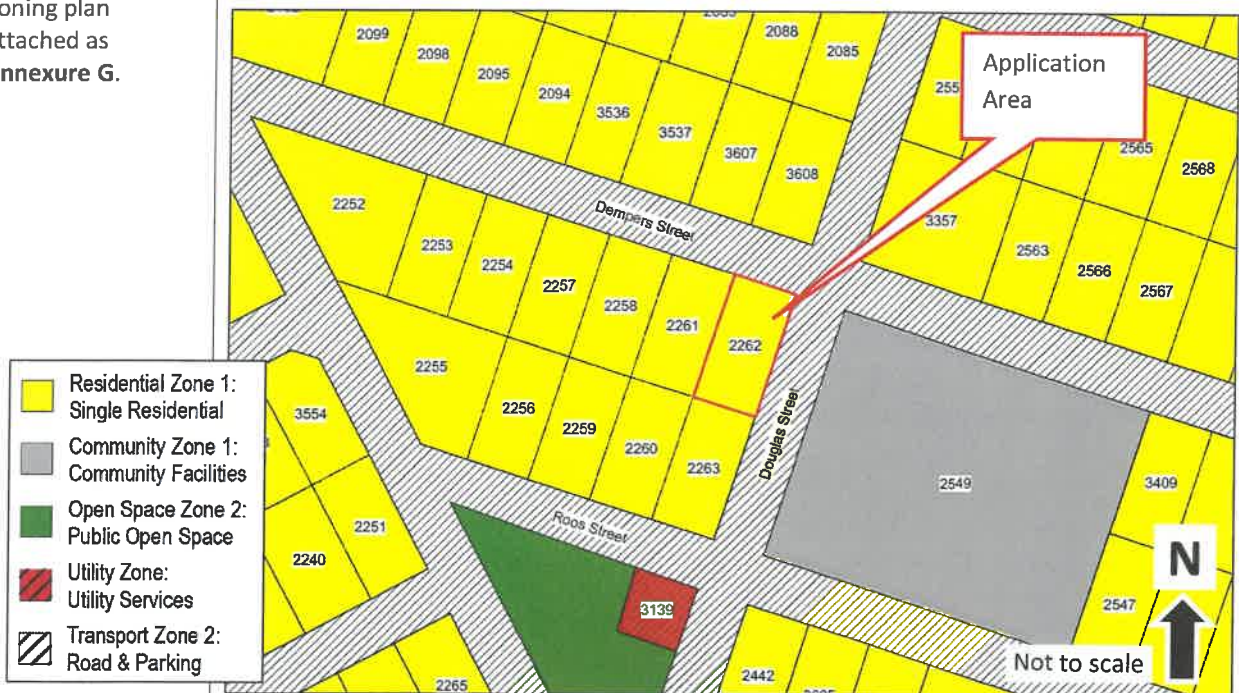 oning plan
ttached as
nnexure G.
2099
2098
2095
2094
3536
3537
3607
3608
2088
2085
Application
Area
2565
2568
3357
2563
2566
2567
Dempers Street
2252
2253
2254
2257
2258
2261
2262
2255
2256
2259
2260
2263
Douglas Street
2549
3409
2547
Roos Street
3139
2442
2265
3554
2251
2240
Residential Zone 1:
Single Residential
Community Zone 1:
Community Facilities
Open Space Zone 2:
Public Open Space
Utility Zone:
Utility Services
Transport Zone 2:
Road & Parking
N
Not to scale